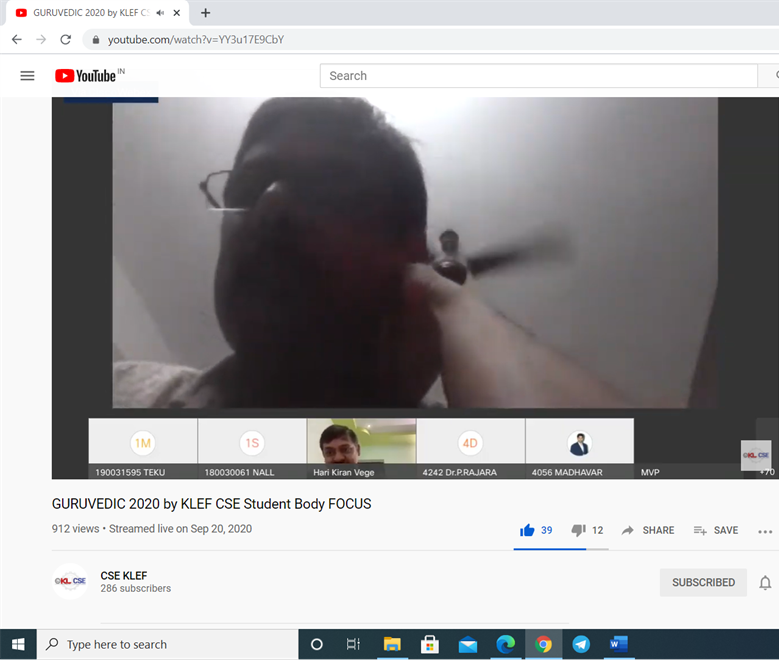 GURUVEDIC 2020 by KLEF CS
youtube.com/watch?v=YY3u17E9CbY
YouTube IN
Search
1M
1S
4D
190031595 TEKU
180030061 NALL
Hari Kiran Vege
4242 Dr.P.RAJARA
4056 MADHAVAR
MVP
+70
KL CSE
GURUVEDIC 2020 by KLEF CSE Student Body FOCUS
912 views • Streamed live on Sep 20, 2020
39
12
SHARE
SAVE
KL CSE
CSE KLEF
286 subscribers
SUBSCRIBED
Type here to search